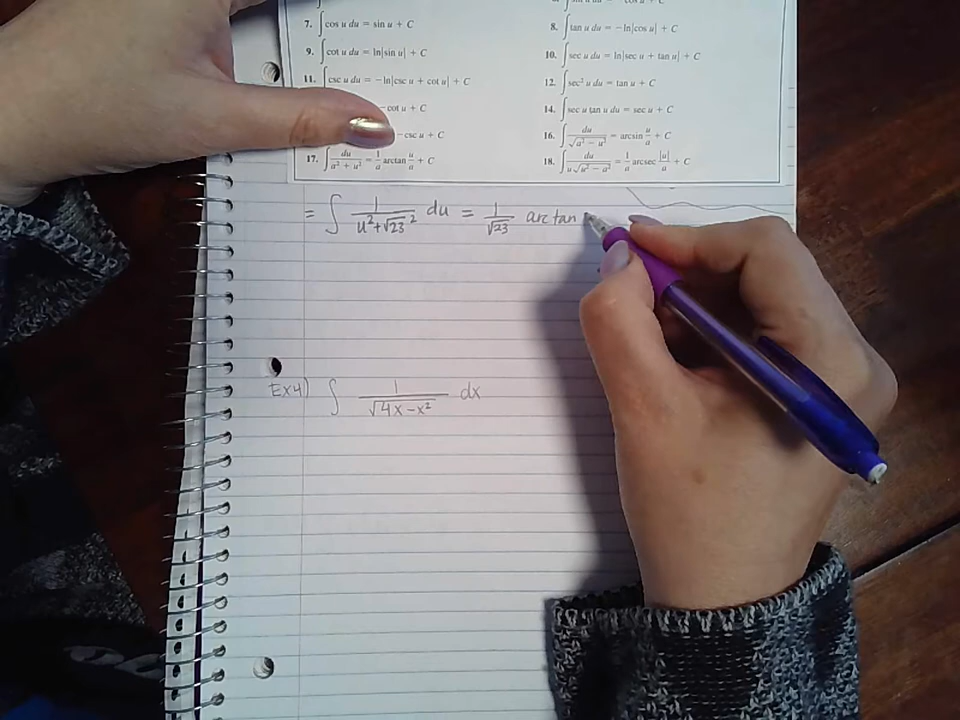 7. ∫cos u du = sin u + C
8. ∫tan u du = −ln|cos u| + C
9. ∫cot u du = ln|sin u| + C
10. ∫sec u du = ln|sec u + tan u| + C
11. ∫csc u du = −ln|csc u + cot u| + C
12. ∫sec² u du = tan u + C
−cot u + C
14. ∫sec u tan u du = sec u + C
−csc u + C
16. ∫ du/√(a² − u²) = arcsin u/a + C
17. ∫ du/(a² + u²) = 1/a arctan u/a + C
18. ∫ du/(u√(u² − a²)) = 1/a arcsec |u|/a + C
= ∫ 1/(u² + √23²) du = 1/√23 arctan
Ex4) ∫ 1/√(4x − x²) dx